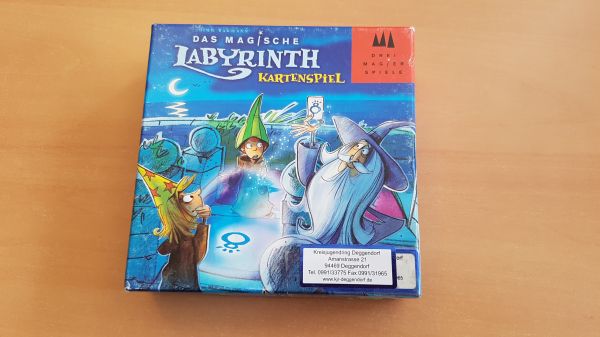 DAS MAGISCHE
LABYRINTH
KARTENSPIEL
DREI
MAGIER
SPIELE
Kreisjugendring Deggendorf
Amanstrasse 21
94469 Deggendorf
Tel. 0991/33775 Fax 0991/31965
www.kjr-deggendorf.de